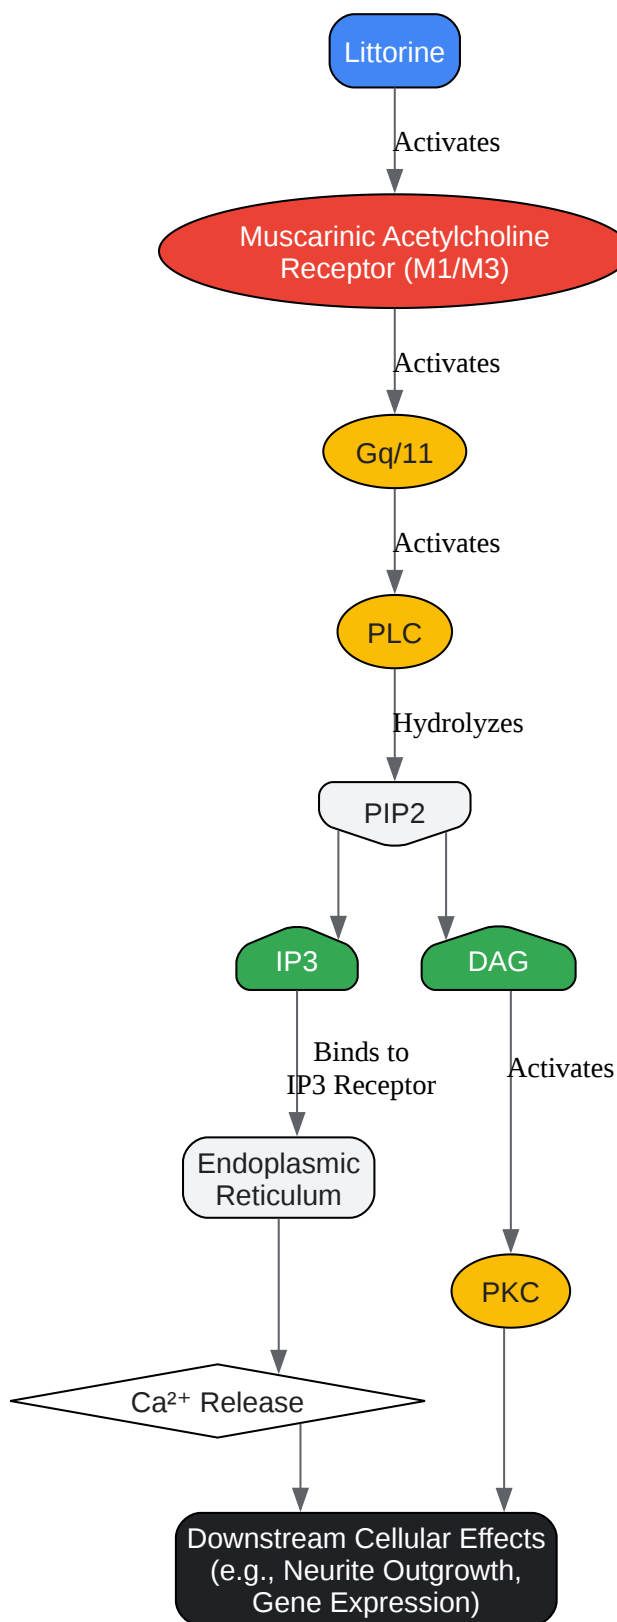 Littorine
Activates
Muscarinic Acetylcholine
Receptor (M1/M3)
Activates
Gq/11
Activates
PLC
Hydrolyzes
PIP2
IP3
DAG
Binds to
IP3 Receptor
Activates
Endoplasmic
Reticulum
PKC
Ca²⁺ Release
Downstream Cellular Effects
(e.g., Neurite Outgrowth,
Gene Expression)